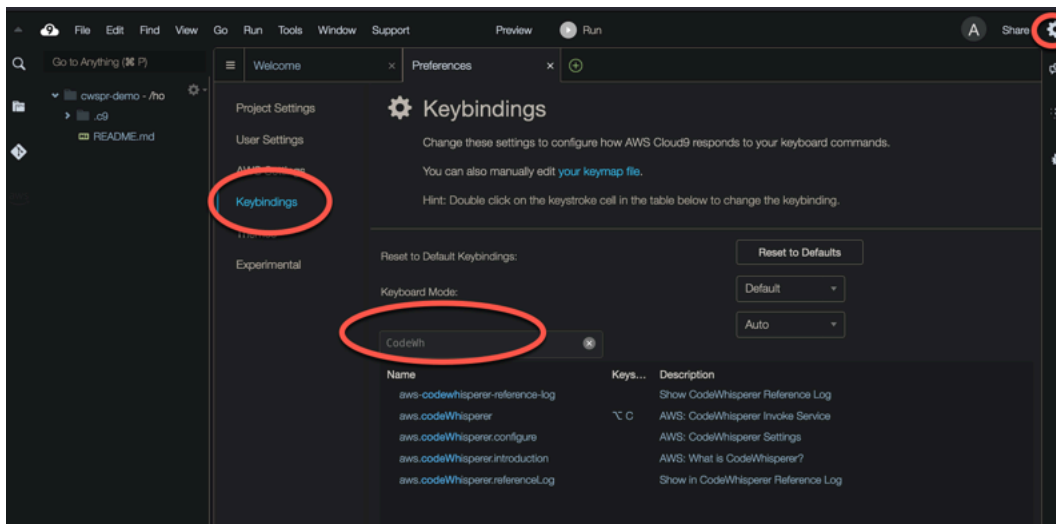 File Edit Find View Go Run Tools Window Support Preview Run A Share
Go to Anything (⌘ P)
Welcome × Preferences ×
cwspr-demo - /ho
.c9
README.md
Project Settings
User Settings
AWS Settings
Keybindings
Themes
Experimental
Keybindings
Change these settings to configure how AWS Cloud9 responds to your keyboard commands.
You can also manually edit your keymap file.
Hint: Double click on the keystroke cell in the table below to change the keybinding.
Reset to Default Keybindings: Reset to Defaults
Keyboard Mode: Default
Auto
CodeWh
Name Keys... Description
aws-codewhisperer-reference-log Show CodeWhisperer Reference Log
aws.codeWhisperer ⌥ C AWS: CodeWhisperer Invoke Service
aws.codeWhisperer.configure AWS: CodeWhisperer Settings
aws.codeWhisperer.introduction AWS: What is CodeWhisperer?
aws.codeWhisperer.referenceLog Show in CodeWhisperer Reference Log